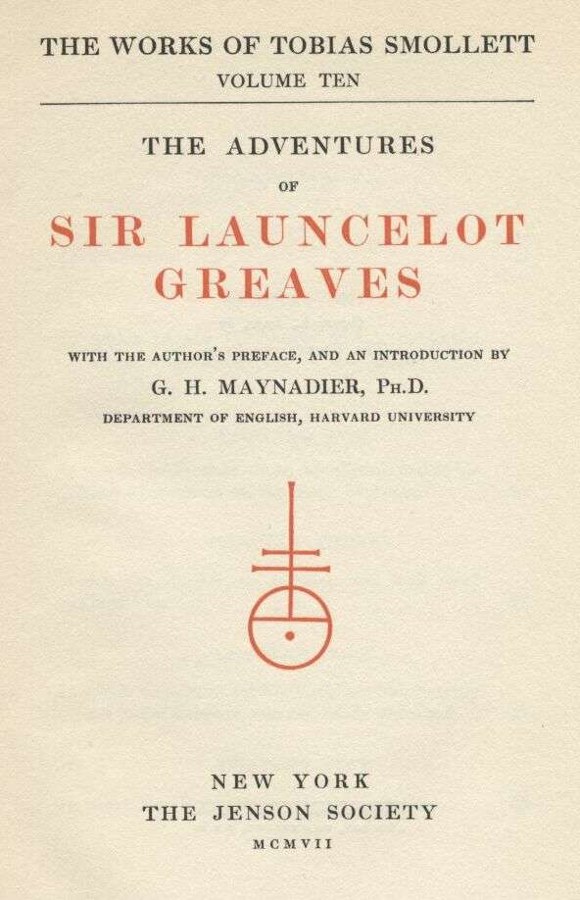 THE WORKS OF TOBIAS SMOLLETT
VOLUME TEN
THE ADVENTURES
OF
SIR LAUNCELOT
GREAVES
WITH THE AUTHOR'S PREFACE, AND AN INTRODUCTION BY
G. H. MAYNADIER, PH.D.
DEPARTMENT OF ENGLISH, HARVARD UNIVERSITY
NEW YORK
THE JENSON SOCIETY
MCMVII